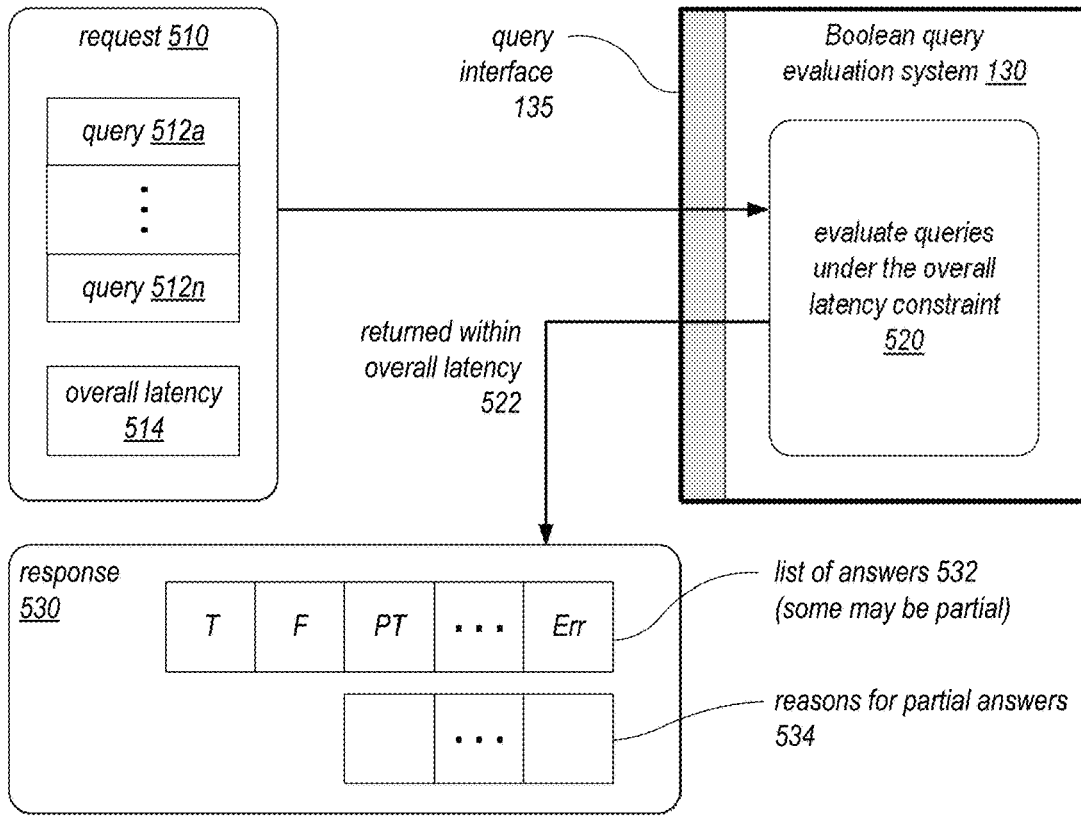 request 510
query 512a
query 512n
overall latency
514
query
interface
135
Boolean query
evaluation system 130
evaluate queries
under the overall
latency constraint
520
returned within
overall latency
522
response
530
T F PT ... Err
...
list of answers 532
(some may be partial)
reasons for partial answers
534